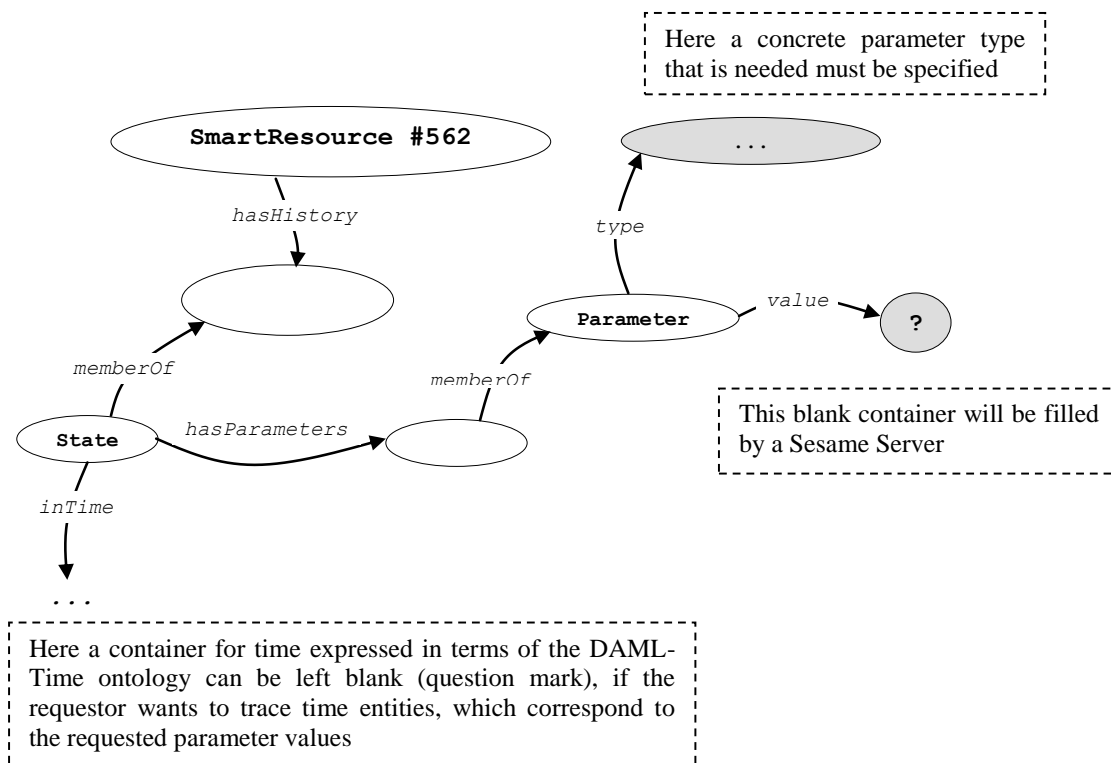 Here a concrete parameter type
that is needed must be specified
SmartResource #562
...
hasHistory
type
Parameter
value
?
memberOf
memberOf
This blank container will be filled
by a Sesame Server
State
hasParameters
inTime
...
Here a container for time expressed in terms of the DAML-
Time ontology can be left blank (question mark), if the
requestor wants to trace time entities, which correspond to
the requested parameter values